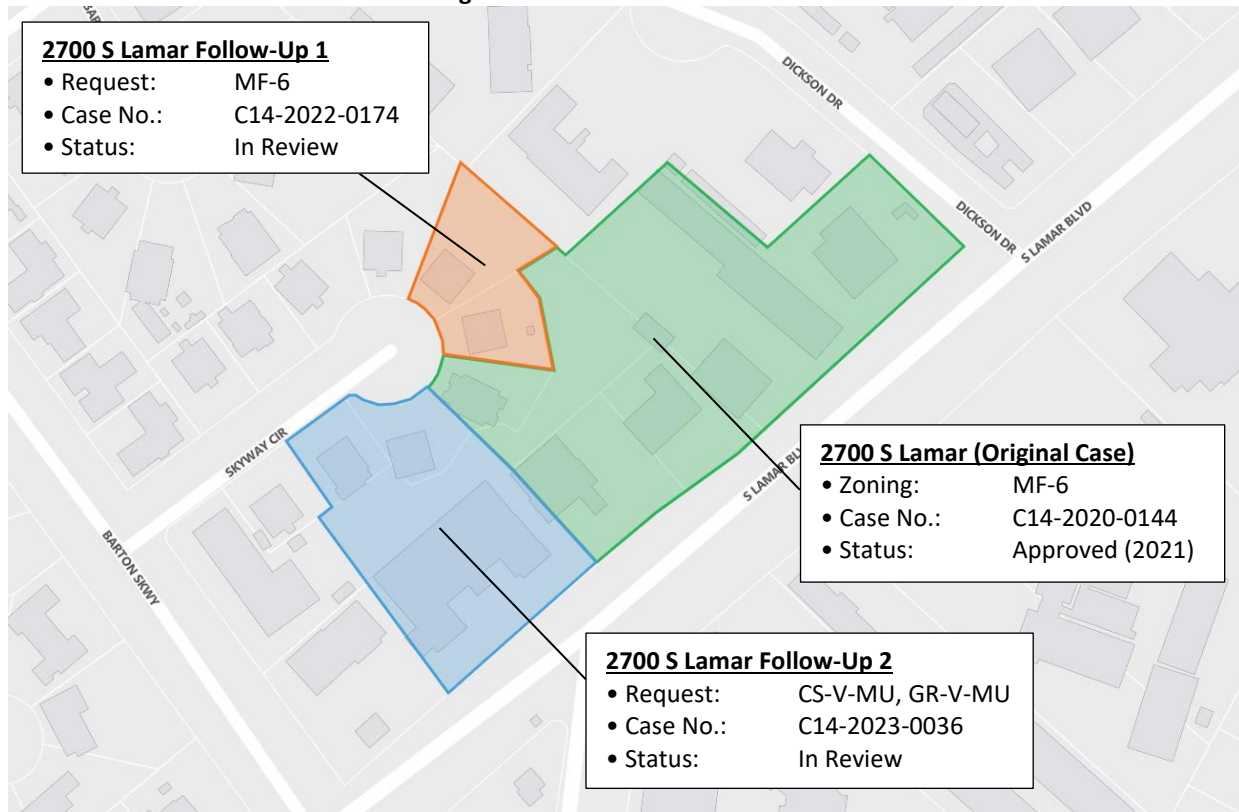 2700 S Lamar Follow-Up 1
• Request: MF-6
• Case No.: C14-2022-0174
• Status: In Review
DICKSON DR
DICKSON DR
S LAMAR BLVD
SKYWAY CIR
S LAMAR
BARTON SKWY
2700 S Lamar (Original Case)
• Zoning: MF-6
• Case No.: C14-2020-0144
• Status: Approved (2021)
2700 S Lamar Follow-Up 2
• Request: CS-V-MU, GR-V-MU
• Case No.: C14-2023-0036
• Status: In Review